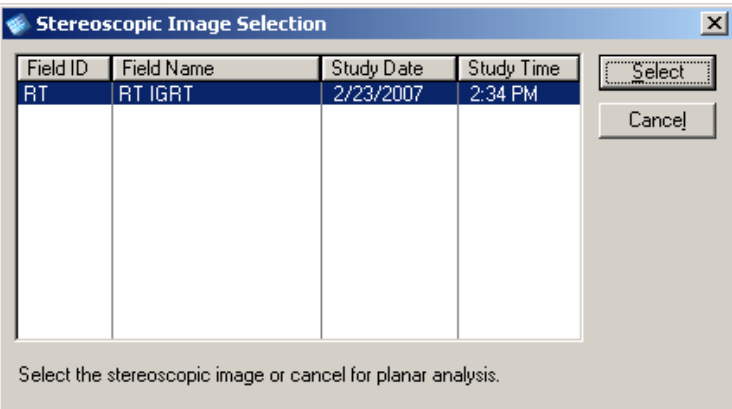 Stereoscopic Image Selection
Field ID Field Name Study Date Study Time
RT RT IGRT 2/23/2007 2:34 PM
Select
Cancel
Select the stereoscopic image or cancel for planar analysis.